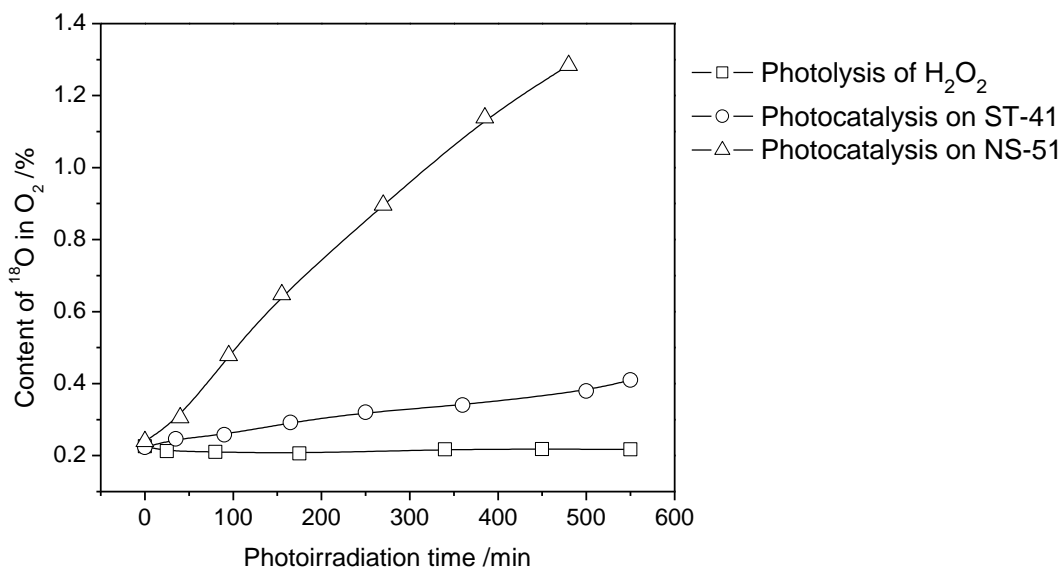 1.4
1.2
1.0
0.8
0.6
0.4
0.2
Content of ¹⁸O in O₂ /%
0 100 200 300 400 500 600
Photoirradiation time /min
Photolysis of H₂O₂
Photocatalysis on ST-41
Photocatalysis on NS-51